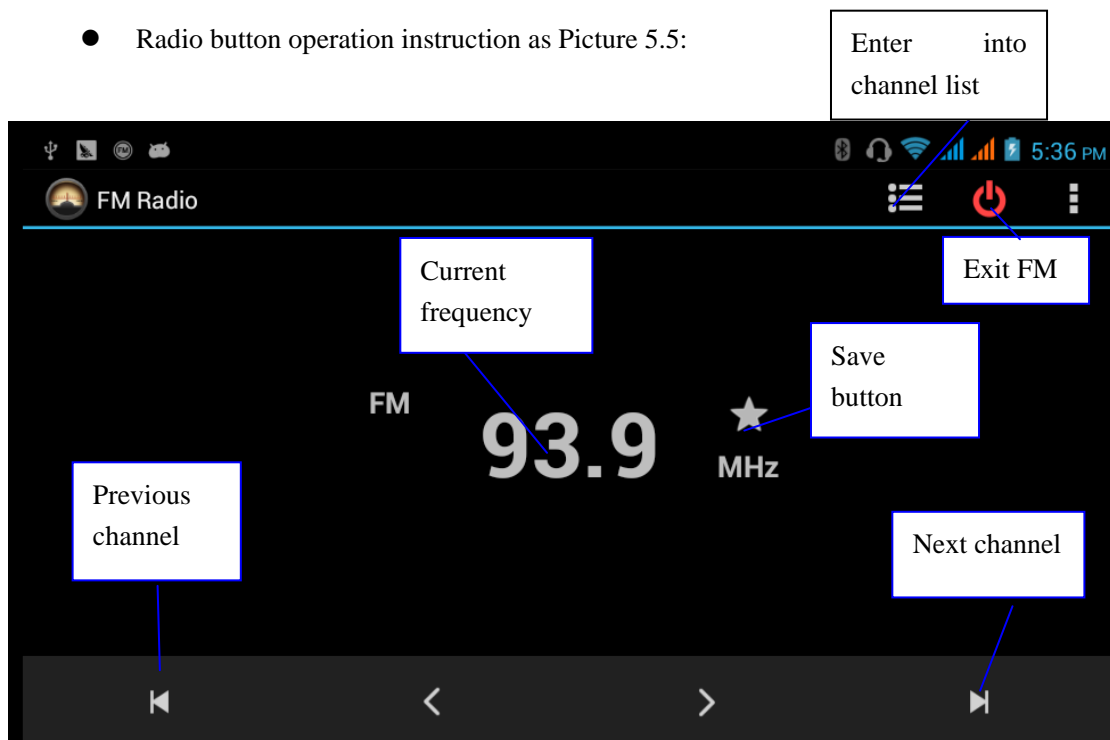 ● Radio button operation instruction as Picture 5.5:
Enter into
channel list
5:36 PM
FM Radio
Exit FM
Current
frequency
Save
button
FM
93.9
MHz
Previous
channel
Next channel